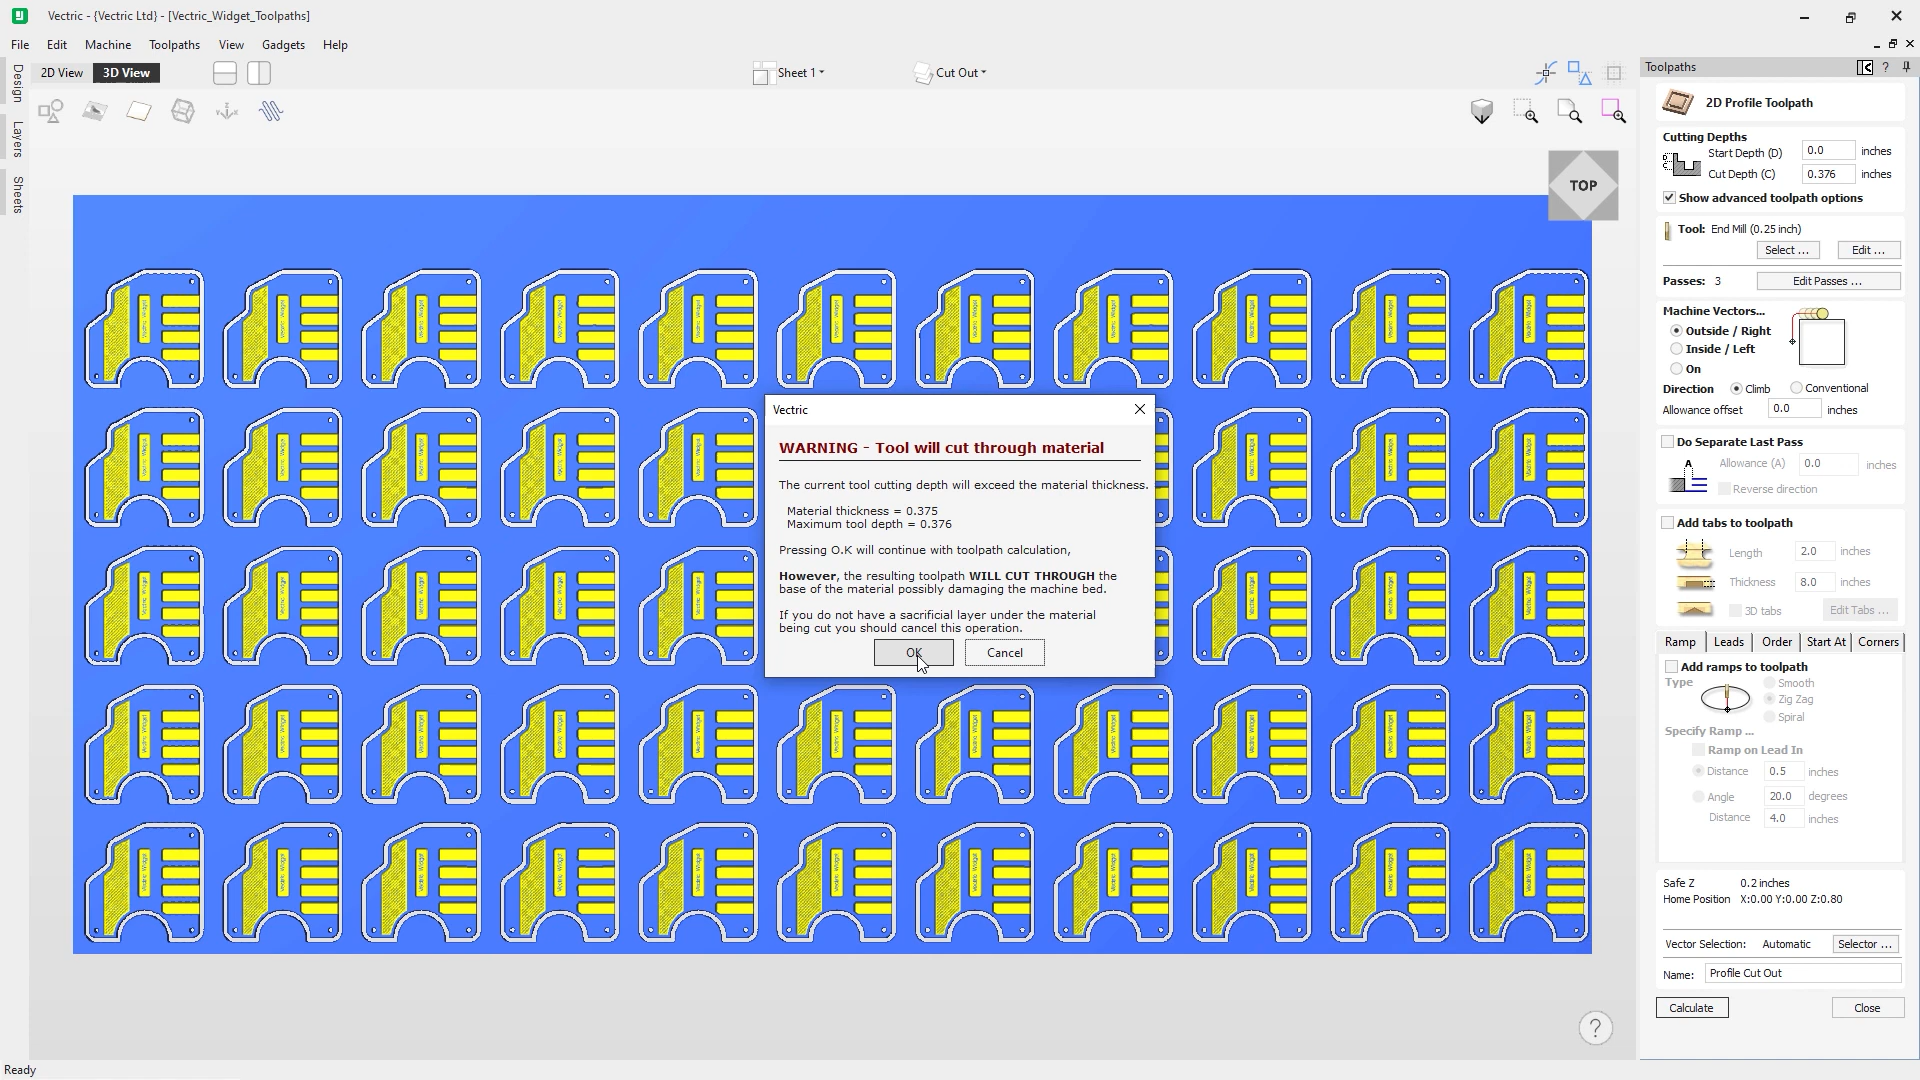 Vectric - {Vectric Ltd} - [Vectric_Widget_Toolpaths]
File Edit Machine Toolpaths View Gadgets Help
2D View 3D View Sheet 1 Cut Out
Design
Layers
Sheets
TOP
Vectric
WARNING - Tool will cut through material
The current tool cutting depth will exceed the material thickness.
Material thickness = 0.375
Maximum tool depth = 0.376
Pressing O.K will continue with toolpath calculation,
However, the resulting toolpath WILL CUT THROUGH the
base of the material possibly damaging the machine bed.
If you do not have a sacrificial layer under the material
being cut you should cancel this operation.
OK Cancel
Toolpaths
2D Profile Toolpath
Cutting Depths
Start Depth (D) 0.0 inches
Cut Depth (C) 0.376 inches
Show advanced toolpath options
Tool: End Mill (0.25 inch)
Select ... Edit ...
Passes: 3 Edit Passes ...
Machine Vectors...
Outside / Right
Inside / Left
On
Direction Climb Conventional
Allowance offset 0.0 inches
Do Separate Last Pass
A
Allowance (A) 0.0 inches
Reverse direction
Add tabs to toolpath
Length 2.0 inches
Thickness 8.0 inches
3D tabs Edit Tabs ...
Ramp Leads Order Start At Corners
Add ramps to toolpath
Type Smooth
Zig Zag
Spiral
Specify Ramp ...
Ramp on Lead In
Distance 0.5 inches
Angle 20.0 degrees
Distance 4.0 inches
Safe Z 0.2 inches
Home Position X:0.00 Y:0.00 Z:0.80
Vector Selection: Automatic Selector ...
Name: Profile Cut Out
Calculate Close
Ready